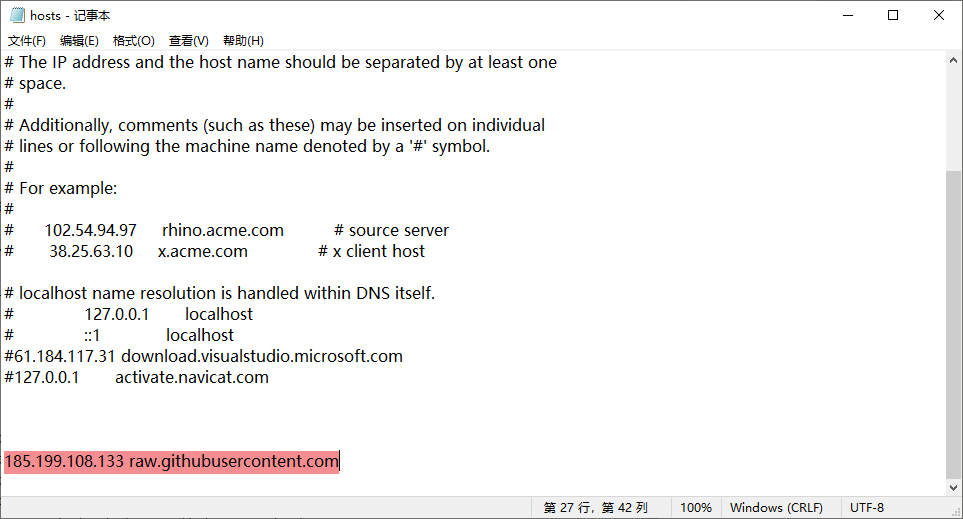 hosts - 记事本
文件(F) 编辑(E) 格式(O) 查看(V) 帮助(H)
# The IP address and the host name should be separated by at least one
# space.
#
# Additionally, comments (such as these) may be inserted on individual
# lines or following the machine name denoted by a '#' symbol.
#
# For example:
#
#      102.54.94.97     rhino.acme.com          # source server
#       38.25.63.10     x.acme.com              # x client host
# localhost name resolution is handled within DNS itself.
#              127.0.0.1       localhost
#              ::1             localhost
#61.184.117.31 download.visualstudio.microsoft.com
#127.0.0.1       activate.navicat.com
185.199.108.133 raw.githubusercontent.com
第 27 行，第 42 列 100% Windows (CRLF) UTF-8